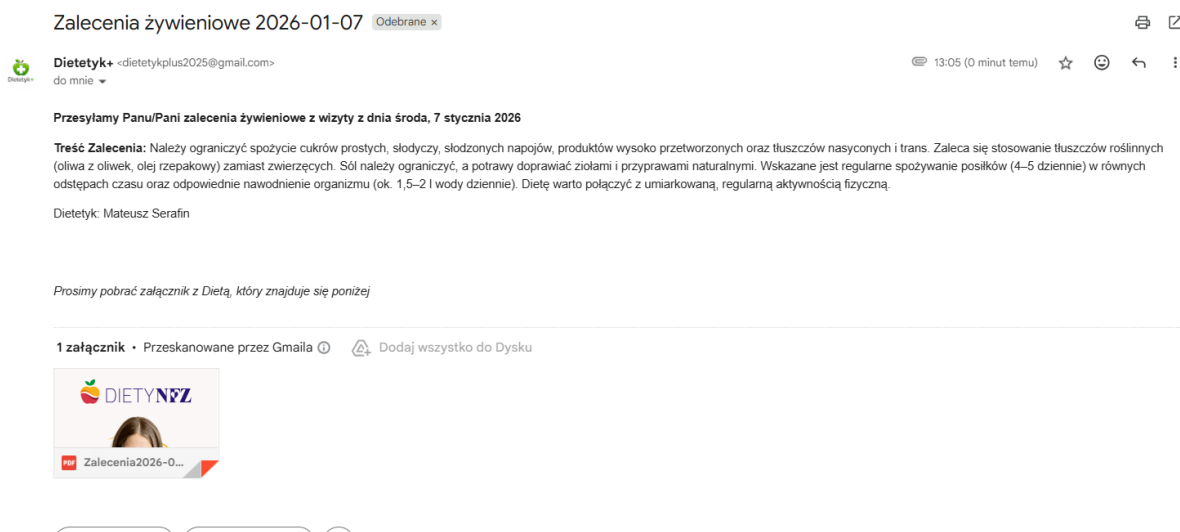 Zalecenia żywieniowe 2026-01-07 Odebrane ×
Dietetyk+ <dietetykplus2025@gmail.com> 13:05 (0 minut temu)
do mnie
Przesyłamy Panu/Pani zalecenia żywieniowe z wizyty z dnia środa, 7 stycznia 2026
Treść Zalecenia: Należy ograniczyć spożycie cukrów prostych, słodyczy, słodzonych napojów, produktów wysoko przetworzonych oraz tłuszczów nasyconych i trans. Zaleca się stosowanie tłuszczów roślinnych
(oliwa z oliwek, olej rzepakowy) zamiast zwierzęcych. Sól należy ograniczyć, a potrawy doprawiać ziołami i przyprawami naturalnymi. Wskazane jest regularne spożywanie posiłków (4–5 dziennie) w równych
odstępach czasu oraz odpowiednie nawodnienie organizmu (ok. 1,5–2 l wody dziennie). Dietę warto połączyć z umiarkowaną, regularną aktywnością fizyczną.
Dietetyk: Mateusz Serafin
Prosimy pobrać załącznik z Dietą, który znajduje się poniżej
1 załącznik • Przeskanowane przez Gmaila Dodaj wszystko do Dysku
DIETY NFZ
PDF Zalecenia2026-0...